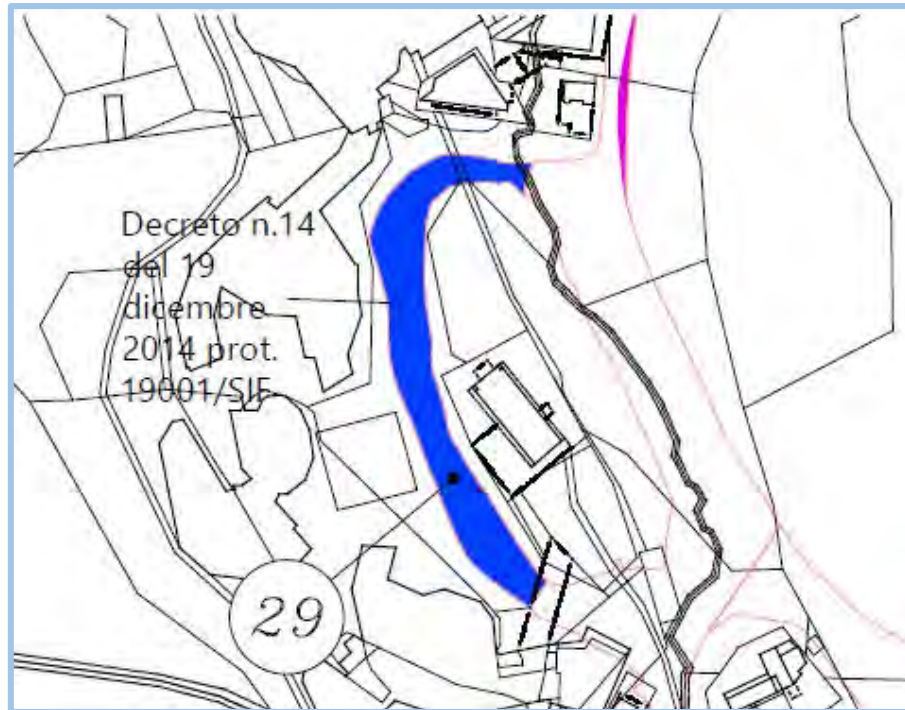 Decreto n.14
del 19
dicembre
2014 prot.
19001/SIF
29